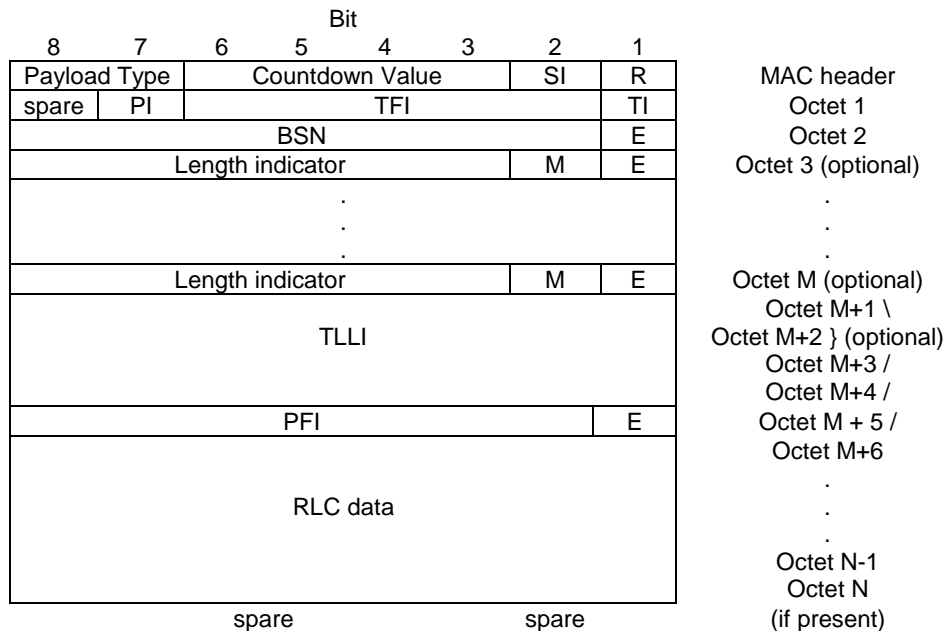 Bit
8 7 6 5 4 3 2 1
Payload Type Countdown Value SI R MAC header
spare PI TFI TI Octet 1
BSN E Octet 2
Length indicator M E Octet 3 (optional)
. .
. .
. .
Length indicator M E Octet M (optional)
Octet M+1 \
TLLI Octet M+2 } (optional)
Octet M+3 /
Octet M+4 /
PFI E Octet M + 5 /
Octet M+6
.
RLC data .
.
Octet N-1
Octet N
spare spare (if present)